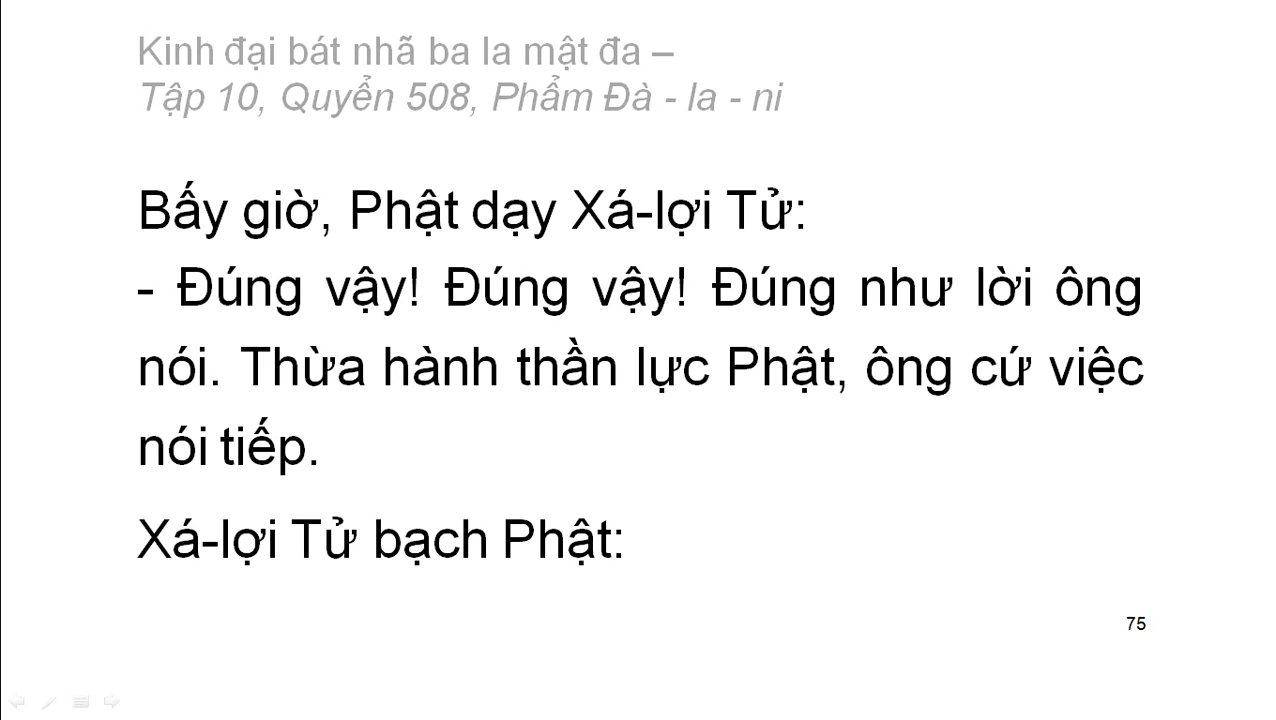 Kinh đại bát nhã ba la mật đa –
Tập 10, Quyển 508, Phẩm Đà - la - ni
Bấy giờ, Phật dạy Xá-lợi Tử:
- Đúng vậy! Đúng vậy! Đúng như lời ông
nói. Thừa hành thần lực Phật, ông cứ việc
nói tiếp.
Xá-lợi Tử bạch Phật:
75